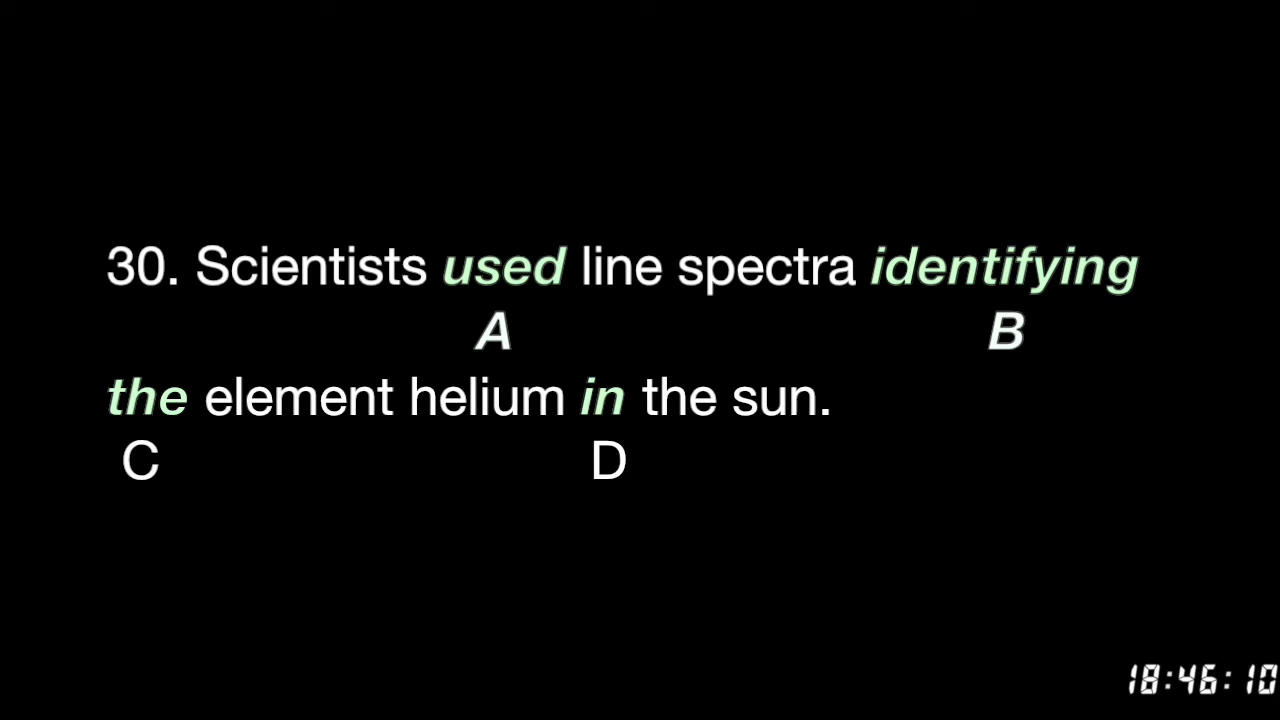 30. Scientists used line spectra identifying
A B
the element helium in the sun.
C D
18:46:10